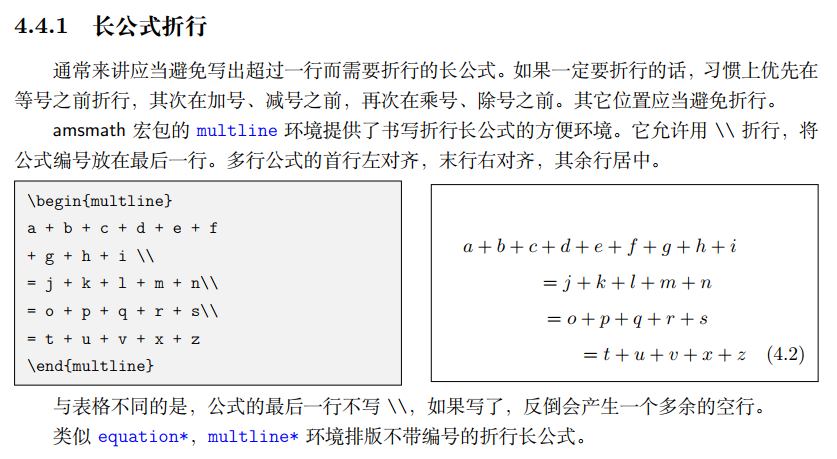 4.4.1 长公式折行
通常来讲应当避免写出超过一行而需要折行的长公式。如果一定要折行的话，习惯上优先在
等号之前折行，其次在加号、减号之前，再次在乘号、除号之前。其它位置应当避免折行。
amsmath 宏包的 multline 环境提供了书写折行长公式的方便环境。它允许用 \\ 折行，将
公式编号放在最后一行。多行公式的首行左对齐，末行右对齐，其余行居中。
\begin{multline}
a + b + c + d + e + f
+ g + h + i \\
= j + k + l + m + n\\
= o + p + q + r + s\\
= t + u + v + x + z
\end{multline}
a + b + c + d + e + f + g + h + i
= j + k + l + m + n
= o + p + q + r + s
= t + u + v + x + z (4.2)
与表格不同的是，公式的最后一行不写 \\，如果写了，反倒会产生一个多余的空行。
类似 equation*，multline* 环境排版不带编号的折行长公式。